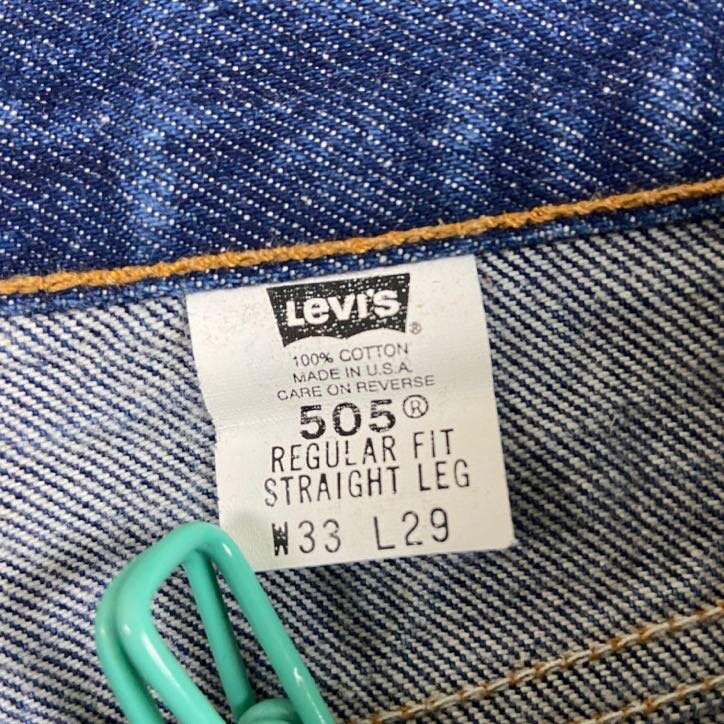 LEVI'S®
100% COTTON
MADE IN U.S.A.
CARE ON REVERSE
505®
REGULAR FIT
STRAIGHT LEG
W33 L29